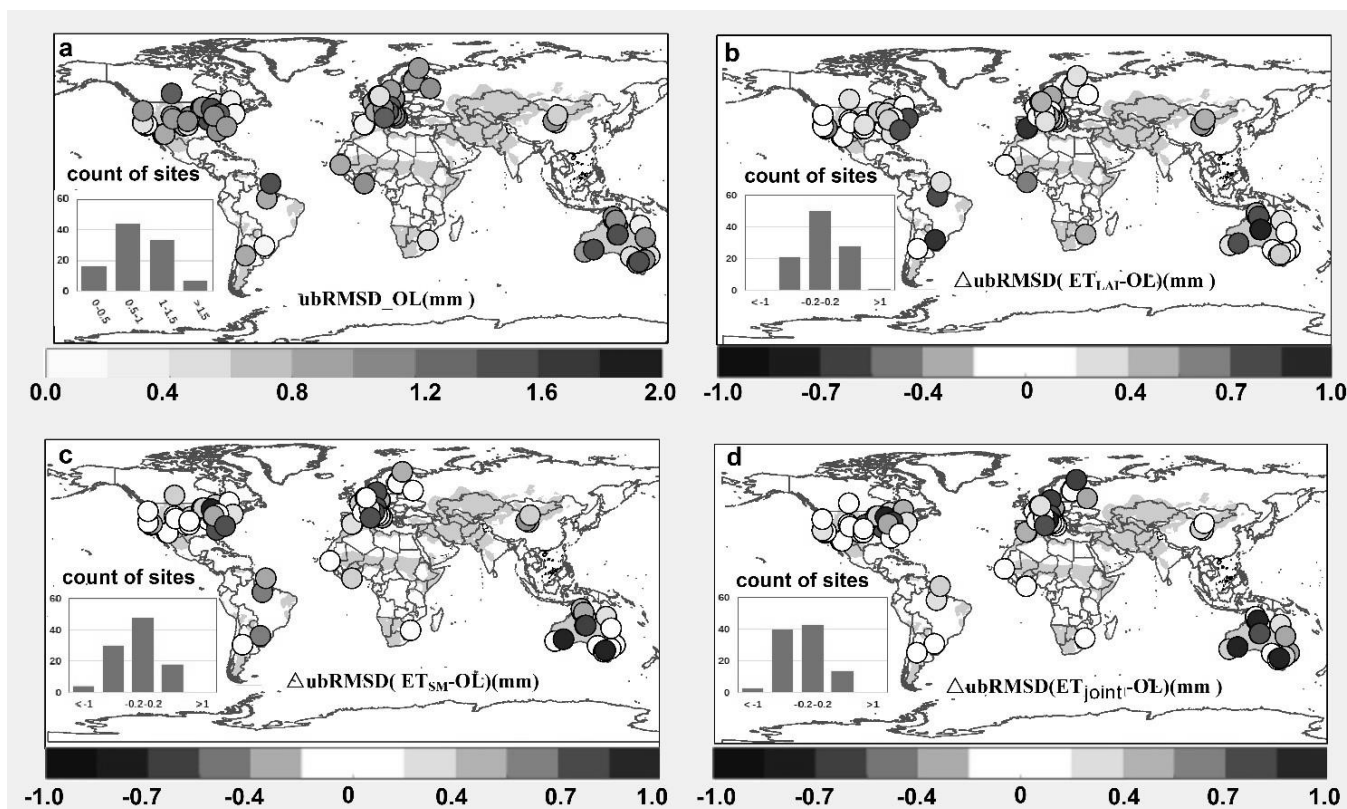 a
count of sites
60
40
20
0
0-0.5
0.5-1
1-1.5
>15
ubRMSD_OL(mm )
0.0 0.4 0.8 1.2 1.6 2.0
b
count of sites
60
40
20
0
< -1 -0.2-0.2 >1
△ubRMSD( ET_LAI-OL)(mm )
-1.0 -0.7 -0.4 0 0.4 0.7 1.0
c
count of sites
60
40
20
0
< -1 -0.2-0.2 >1
△ubRMSD( ET_SM-OL)(mm)
-1.0 -0.7 -0.4 0 0.4 0.7 1.0
d
count of sites
60
40
20
0
< -1 -0.2-0.2 >1
△ubRMSD(ET_joint-OL)(mm )
-1.0 -0.7 -0.4 0 0.4 0.7 1.0